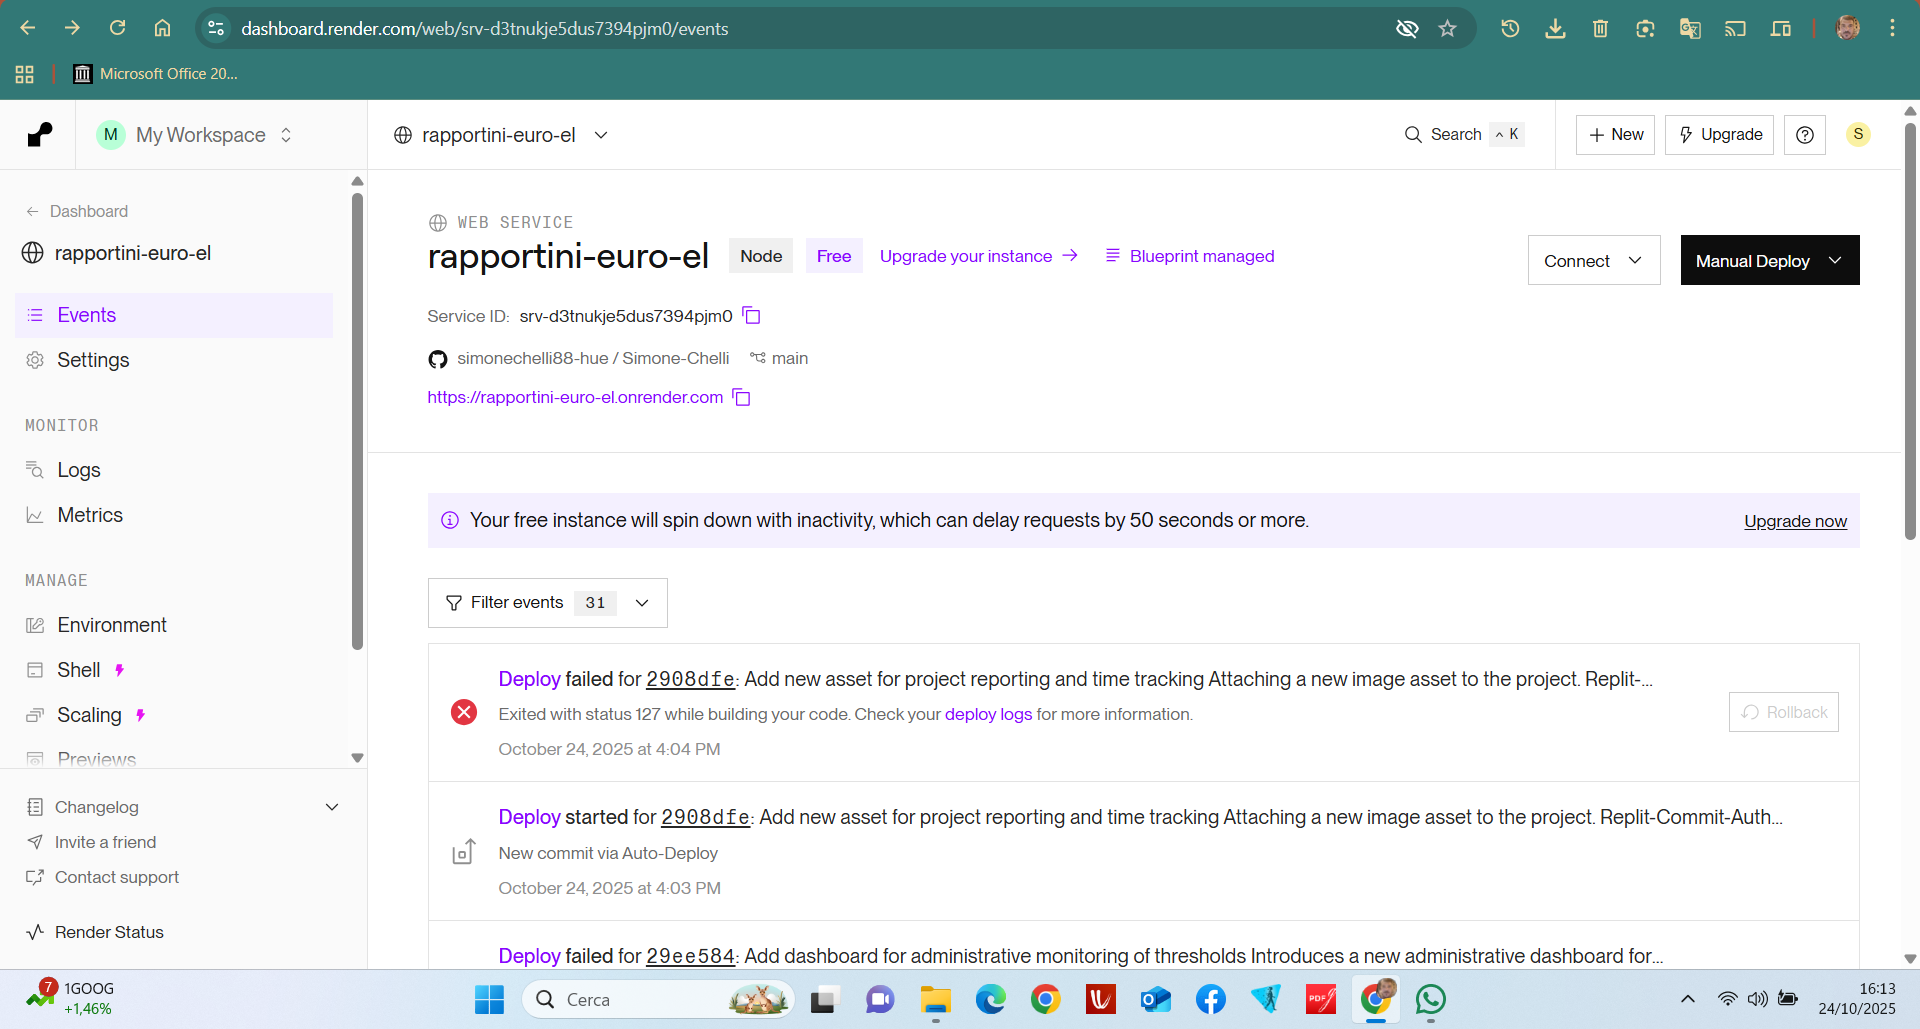 dashboard.render.com/web/srv-d3tnukje5dus7394pjm0/events
Microsoft Office 20...
M My Workspace
rapportini-euro-el
Search ^ K
+ New
Upgrade
S
← Dashboard
rapportini-euro-el
Events
Settings
MONITOR
Logs
Metrics
MANAGE
Environment
Shell
Scaling
Previews
Changelog
Invite a friend
Contact support
Render Status
WEB SERVICE
rapportini-euro-el Node Free Upgrade your instance → Blueprint managed
Connect
Manual Deploy
Service ID: srv-d3tnukje5dus7394pjm0
simonechelli88-hue / Simone-Chelli main
https://rapportini-euro-el.onrender.com
Your free instance will spin down with inactivity, which can delay requests by 50 seconds or more.
Upgrade now
Filter events 31
Deploy failed for 2908dfe: Add new asset for project reporting and time tracking Attaching a new image asset to the project. Replit-...
Exited with status 127 while building your code. Check your deploy logs for more information.
October 24, 2025 at 4:04 PM
Rollback
Deploy started for 2908dfe: Add new asset for project reporting and time tracking Attaching a new image asset to the project. Replit-Commit-Auth...
New commit via Auto-Deploy
October 24, 2025 at 4:03 PM
Deploy failed for 29ee584: Add dashboard for administrative monitoring of thresholds Introduces a new administrative dashboard for...
7
1GOOG
+1,46%
Cerca
PDF
16:13
24/10/2025